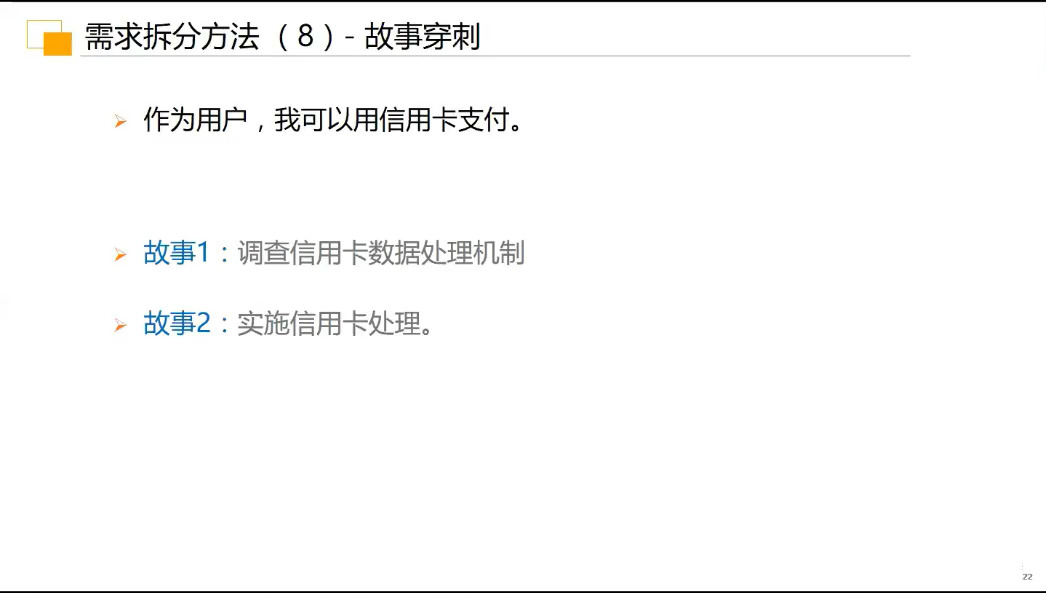 需求拆分方法（8）- 故事穿刺
作为用户，我可以用信用卡支付。
故事1：调查信用卡数据处理机制
故事2：实施信用卡处理。
22